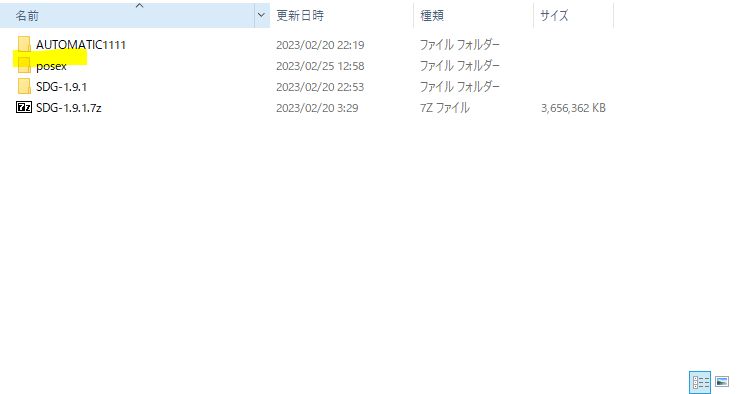 名前 更新日時 種類 サイズ
AUTOMATIC1111 2023/02/20 22:19 ファイル フォルダー
posex 2023/02/25 12:58 ファイル フォルダー
SDG-1.9.1 2023/02/20 22:53 ファイル フォルダー
7z SDG-1.9.1.7z 2023/02/20 3:29 7Z ファイル 3,656,362 KB